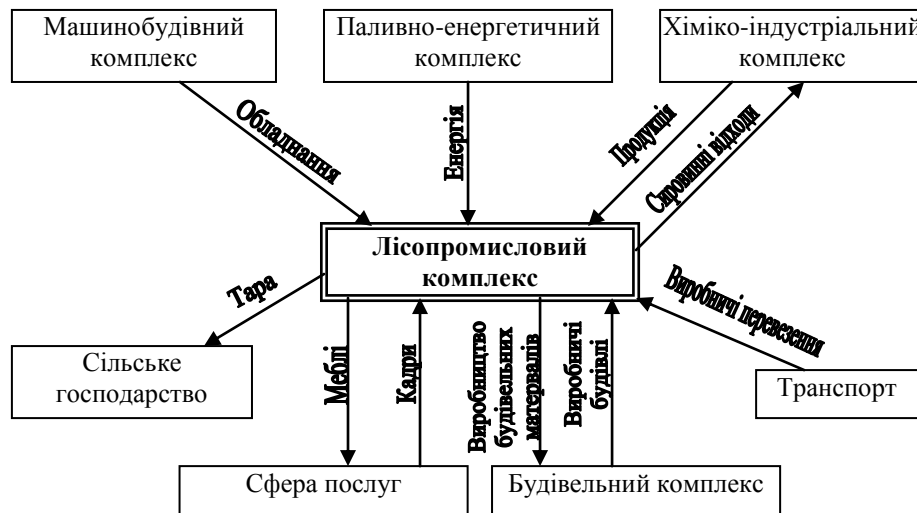 Машинобудівний
комплекс
Паливно-енергетичний
комплекс
Хіміко-індустріальний
комплекс
Обладнання
Енергія
Продукція
Сировинні відходи
Лісопромисловий
комплекс
Тара
Меблі
Кадри
Виробництво
будівельних
матервалів
Виробничі
будівлі
Виробничі перевезення
Сільське
господарство
Транспорт
Сфера послуг
Будівельний комплекс